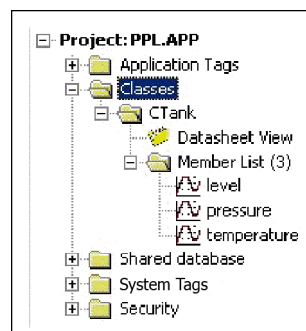 Project: PPL.APP
Application Tags
Classes
CTank
Datasheet View
Member List (3)
level
pressure
temperature
Shared database
System Tags
Security